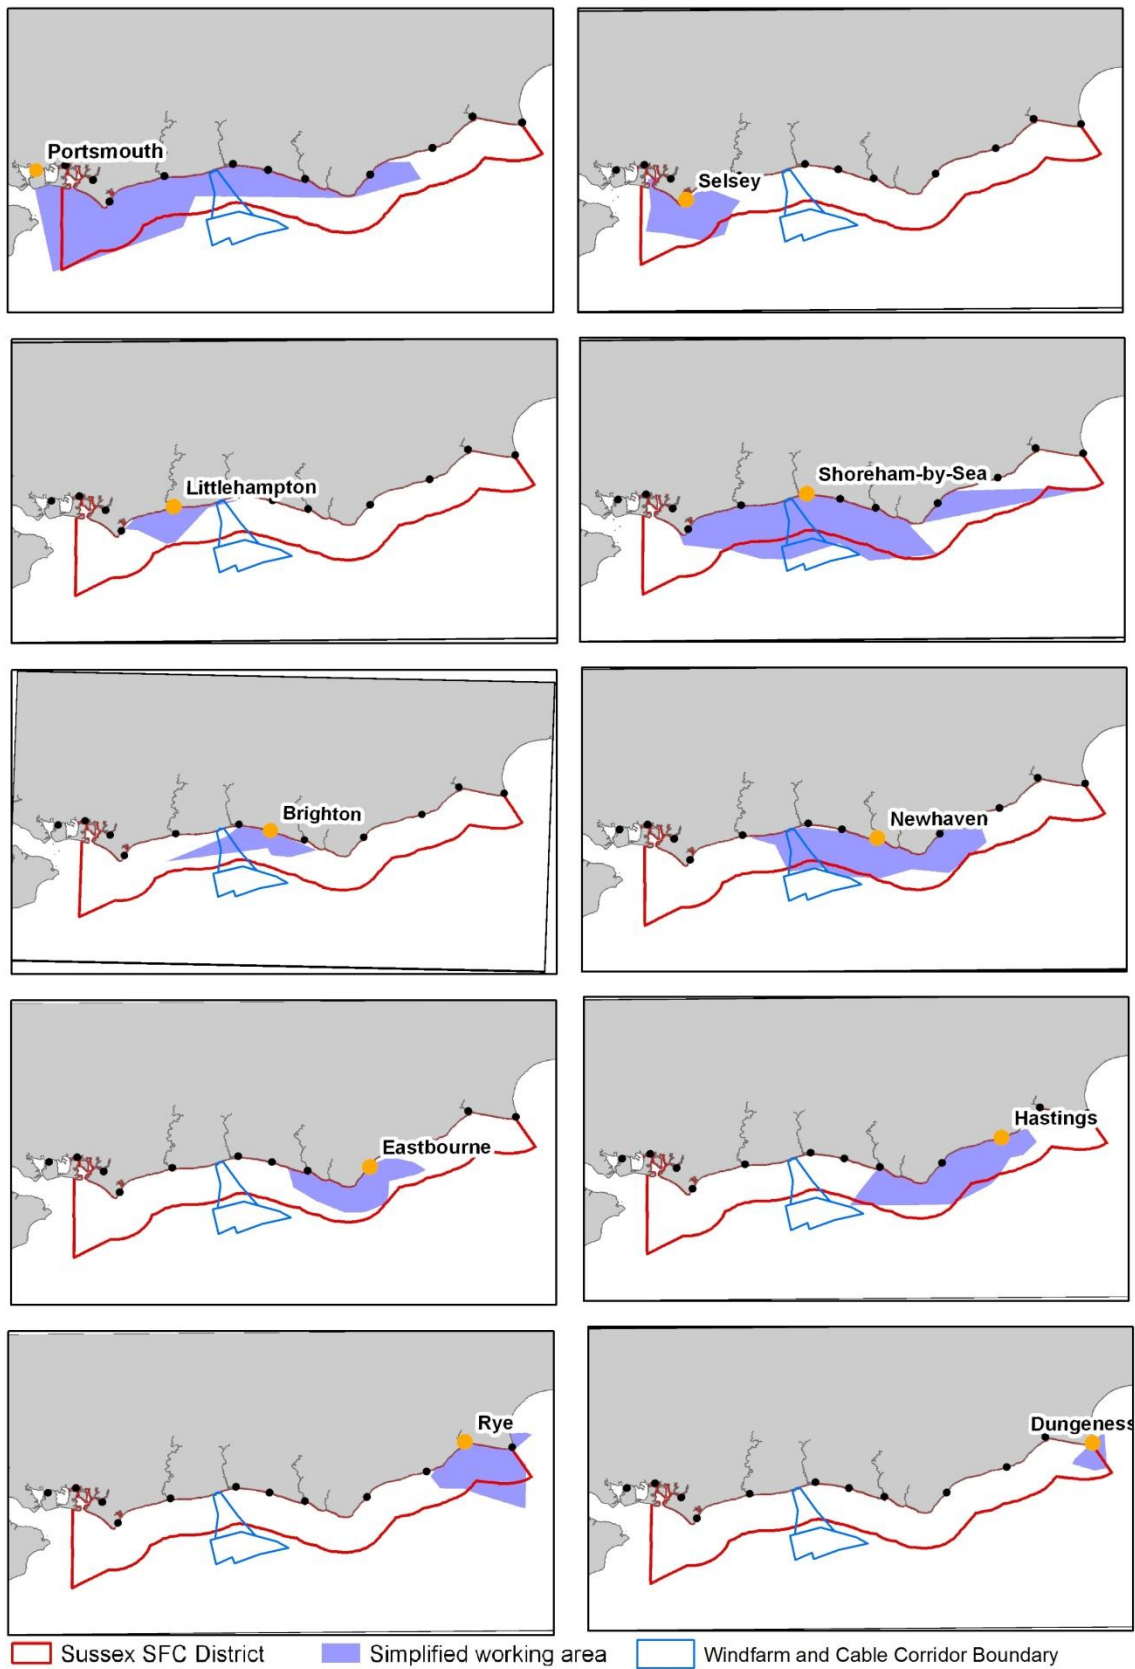 Portsmouth
Selsey
Littlehampton
Shoreham-by-Sea
Brighton
Newhaven
Eastbourne
Hastings
Rye
Dungeness
Sussex SFC District
Simplified working area
Windfarm and Cable Corridor Boundary